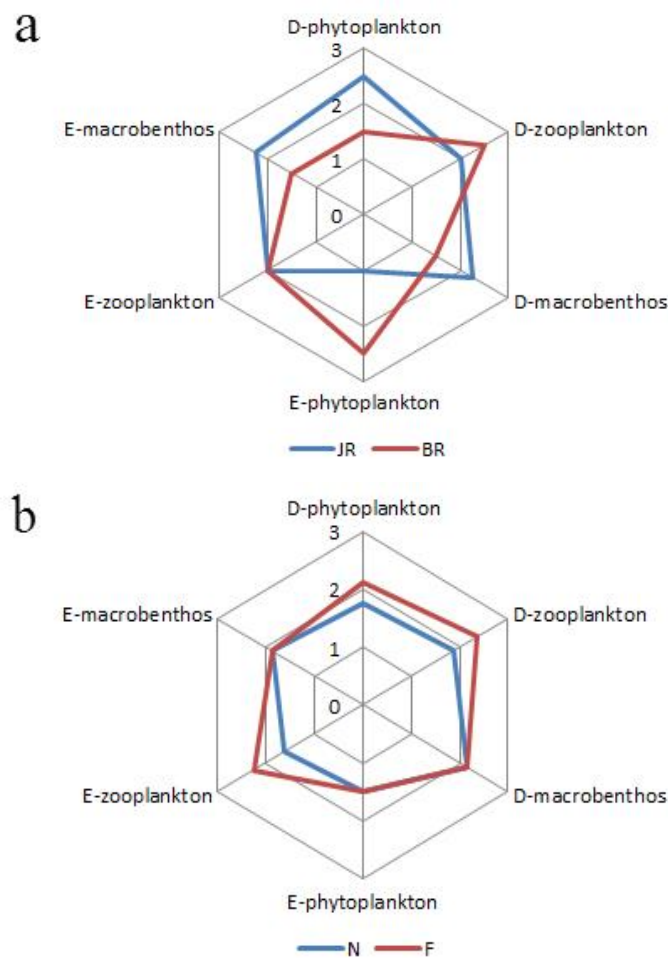 a
D-phytoplankton
3
E-macrobenthos
2
D-zooplankton
1
0
E-zooplankton
D-macrobenthos
E-phytoplankton
JR BR
b
D-phytoplankton
3
E-macrobenthos
2
D-zooplankton
1
0
E-zooplankton
D-macrobenthos
E-phytoplankton
N F